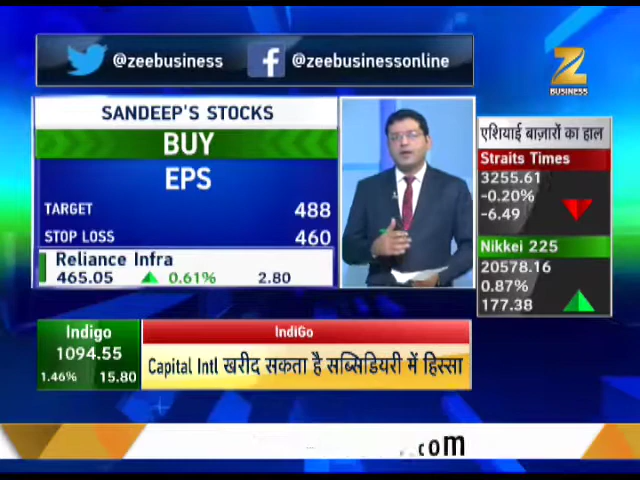 @zeebusiness
@zeebusinessonline
Z
BUSINESS
SANDEEP'S STOCKS
BUY
EPS
TARGET 488
STOP LOSS 460
Reliance Infra
465.05 0.61% 2.80
एशियाई बाज़ारों का हाल
Straits Times
3255.61
-0.20%
-6.49
Nikkei 225
20578.16
0.87%
177.38
Indigo
1094.55
1.46% 15.80
IndiGo
Capital Intl खरीद सकता है सब्सिडियरी में हिस्सा
.com